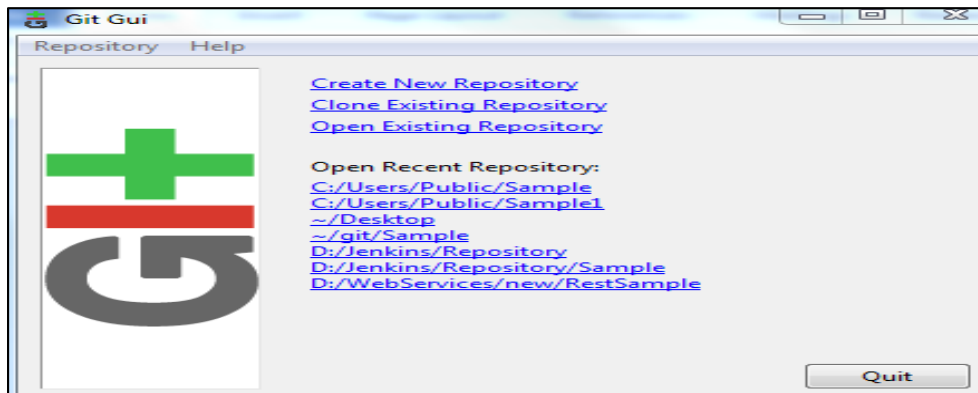 Git Gui
Repository Help
Create New Repository
Clone Existing Repository
Open Existing Repository
Open Recent Repository:
C:/Users/Public/Sample
C:/Users/Public/Sample1
~/Desktop
~/git/Sample
D:/Jenkins/Repository
D:/Jenkins/Repository/Sample
D:/WebServices/new/RestSample
Git
Quit